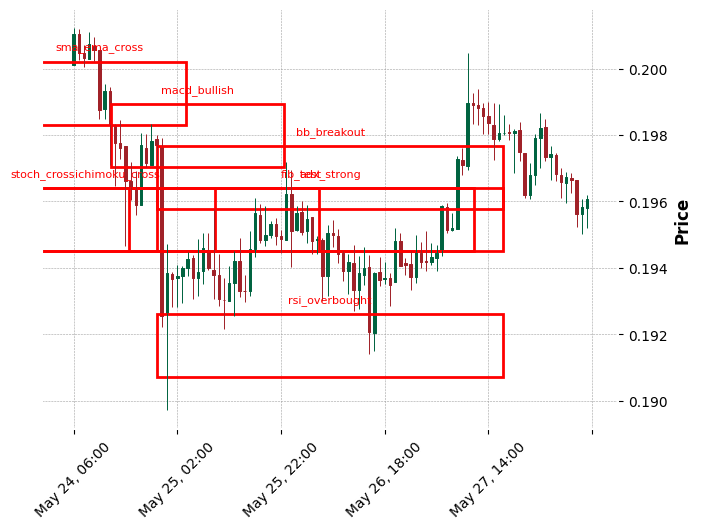 sma_ema_cross
0.200
macd_bullish
bb_breakout
0.198
stoch_cross
ichimoku_cross
adx_strong
0.196
Price
0.194
rsi_overbought
0.192
0.190
May 24, 06:00
May 25, 02:00
May 25, 22:00
May 26, 18:00
May 27, 14:00